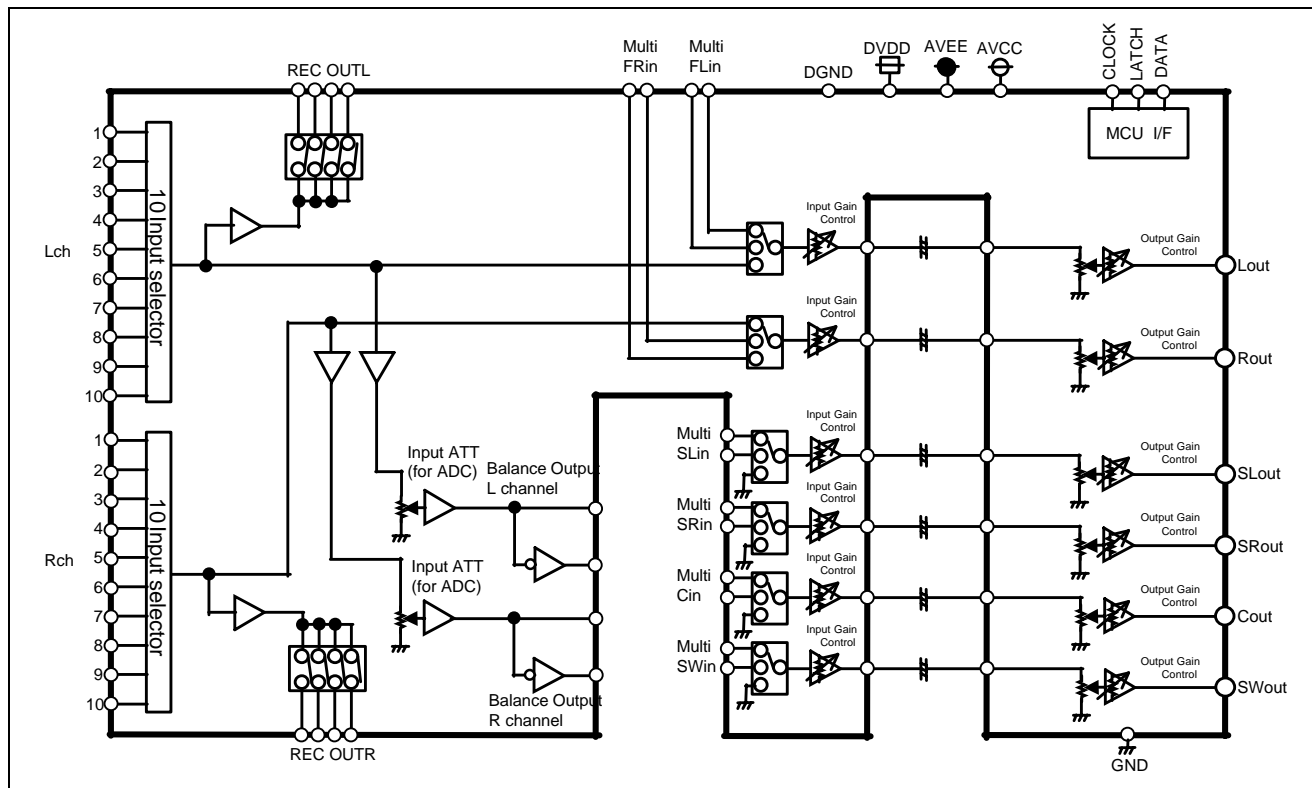 REC OUTL
Multi
FRin
Multi
FLin
DGND
DVDD
AVEE
AVCC
CLOCK
LATCH
DATA
MCU I/F
Lch
1
2
3
4
5
6
7
8
9
10
10 Input selector
Input Gain
Control
Output Gain
Control
Lout
Input Gain
Control
Output Gain
Control
Rout
Rch
1
2
3
4
5
6
7
8
9
10
10 Input selector
Input ATT
(for ADC)
Balance Output
L channel
Input ATT
(for ADC)
Balance Output
R channel
REC OUTR
Multi
SLin
Input Gain
Control
Output Gain
Control
SLout
Multi
SRin
Input Gain
Control
Output Gain
Control
SRout
Multi
Cin
Input Gain
Control
Output Gain
Control
Cout
Multi
SWin
Input Gain
Control
Output Gain
Control
SWout
GND